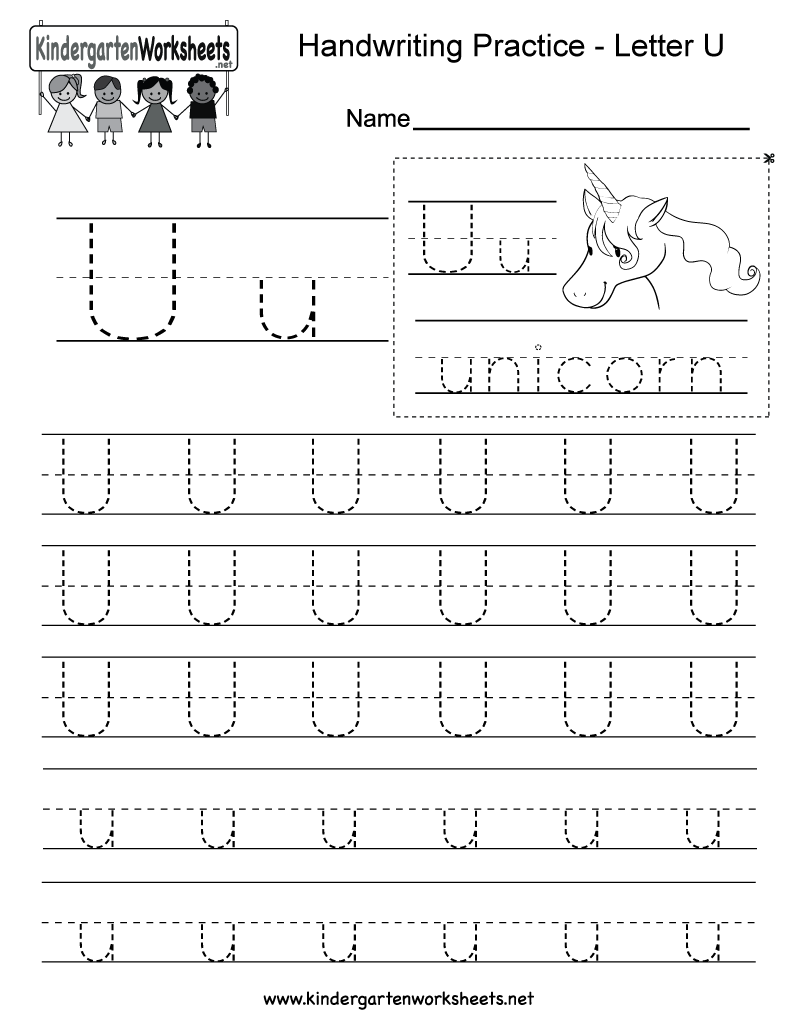 KindergartenWorksheets
.net
Handwriting Practice - Letter U
Name
U u
U u
unicorn
U U U U U U
U U U U U U
U U U U U U
u u u u u u
u u u u u u
www.kindergartenworksheets.net